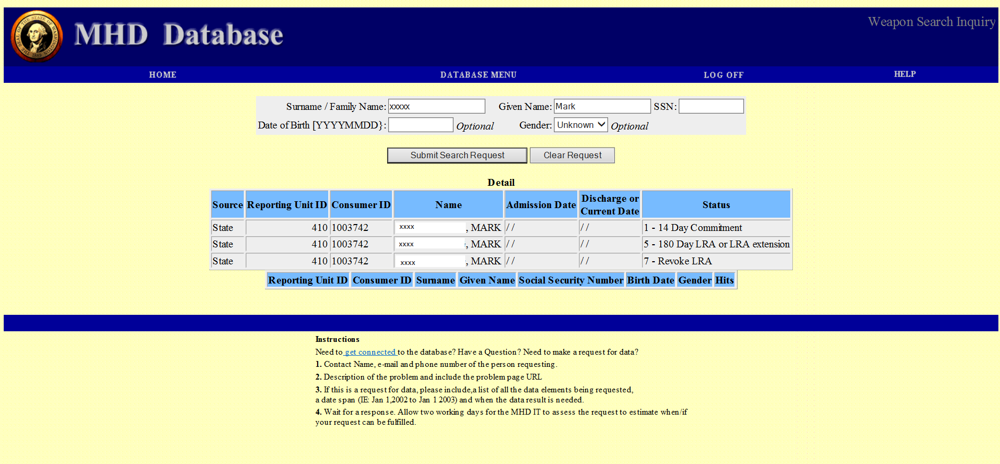 MHD Database
Weapon Search Inquiry
HOME DATABASE MENU LOG OFF HELP
Surname / Family Name: xxxxx Given Name: Mark SSN:
Date of Birth [YYYYMMDD}: Optional Gender: Unknown Optional
Submit Search Request Clear Request
Detail
Source Reporting Unit ID Consumer ID Name Admission Date Discharge or Current Date Status
State 410 1003742 xxxx , MARK / / / / 1 - 14 Day Commitment
State 410 1003742 xxxx , MARK / / / / 5 - 180 Day LRA or LRA extension
State 410 1003742 xxxx , MARK / / / / 7 - Revoke LRA
Reporting Unit ID Consumer ID Surname Given Name Social Security Number Birth Date Gender Hits
Instructions
Need to get connected to the database? Have a Question? Need to make a request for data?
1. Contact Name, e-mail and phone number of the person requesting.
2. Description of the problem and include the problem page URL
3. If this is a request for data, please include,a list of all the data elements being requested,
a date span (IE: Jan 1,2002 to Jan 1 2003) and when the data result is needed.
4. Wait for a response. Allow two working days for the MHD IT to assess the request to estimate when/if
your request can be fulfilled.
THE SEAL OF THE STATE OF WASHINGTON
1889